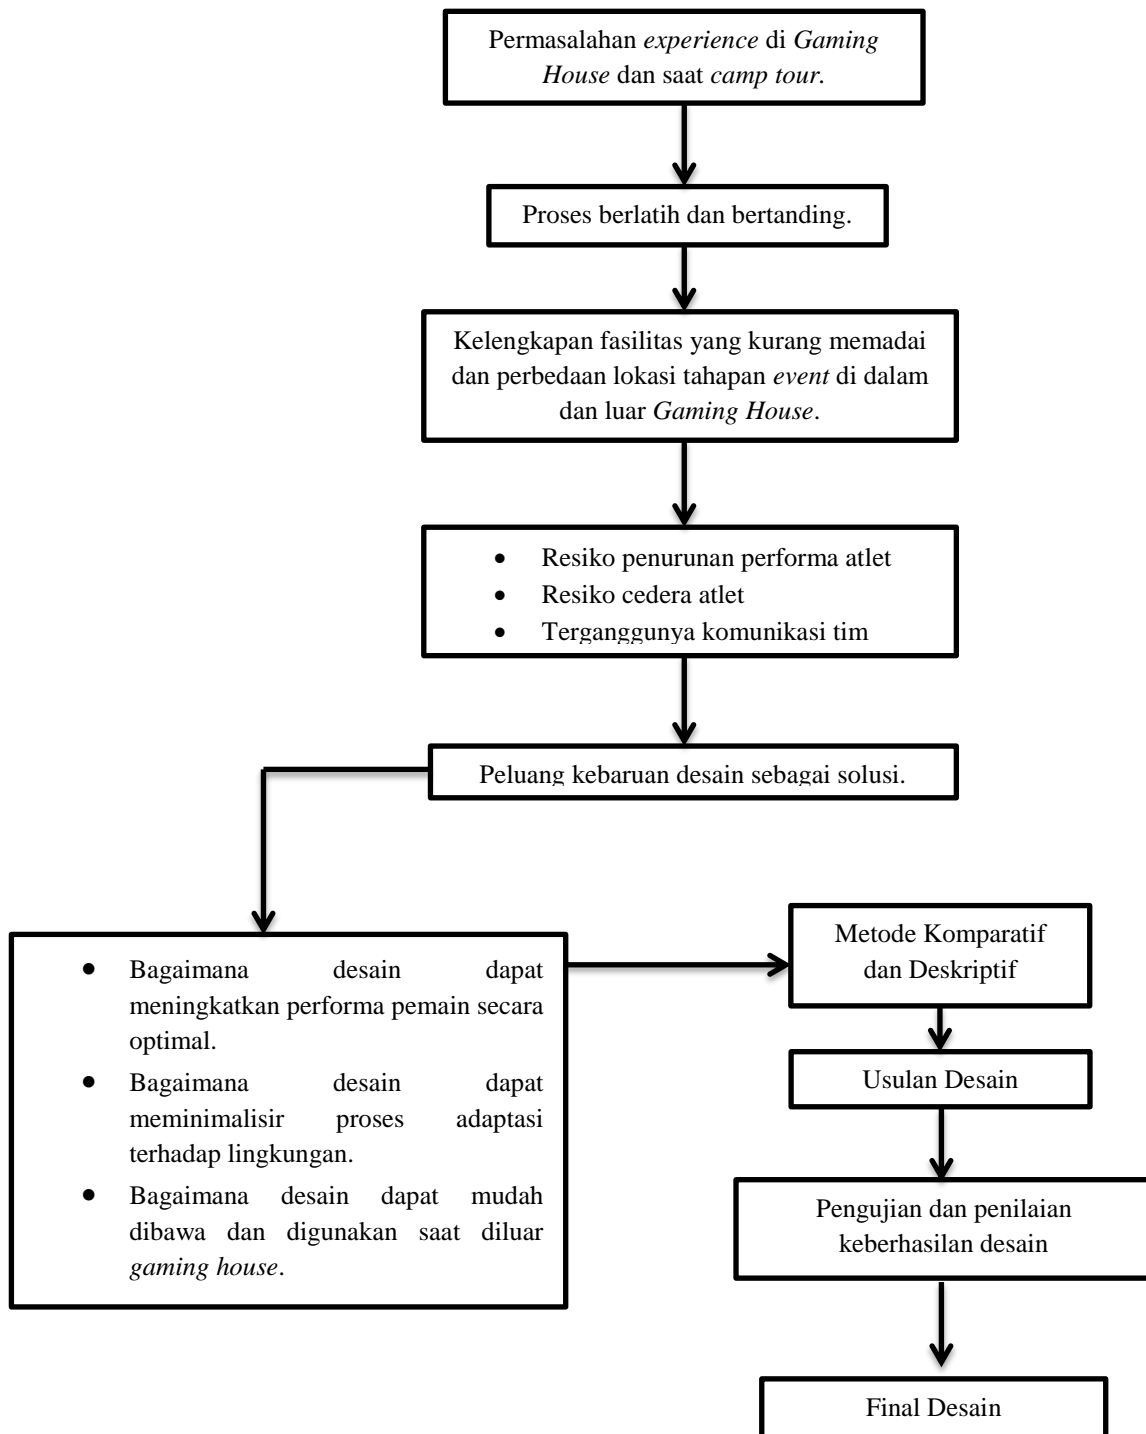 Permasalahan experience di Gaming
House dan saat camp tour.
Proses berlatih dan bertanding.
Kelengkapan fasilitas yang kurang memadai
dan perbedaan lokasi tahapan event di dalam
dan luar Gaming House.
• Resiko penurunan performa atlet
• Resiko cedera atlet
• Terganggunya komunikasi tim
Peluang kebaruan desain sebagai solusi.
• Bagaimana desain dapat
meningkatkan performa pemain secara
optimal.
• Bagaimana desain dapat
meminimalisir proses adaptasi
terhadap lingkungan.
• Bagaimana desain dapat mudah
dibawa dan digunakan saat diluar
gaming house.
Metode Komparatif
dan Deskriptif
Usulan Desain
Pengujian dan penilaian
keberhasilan desain
Final Desain